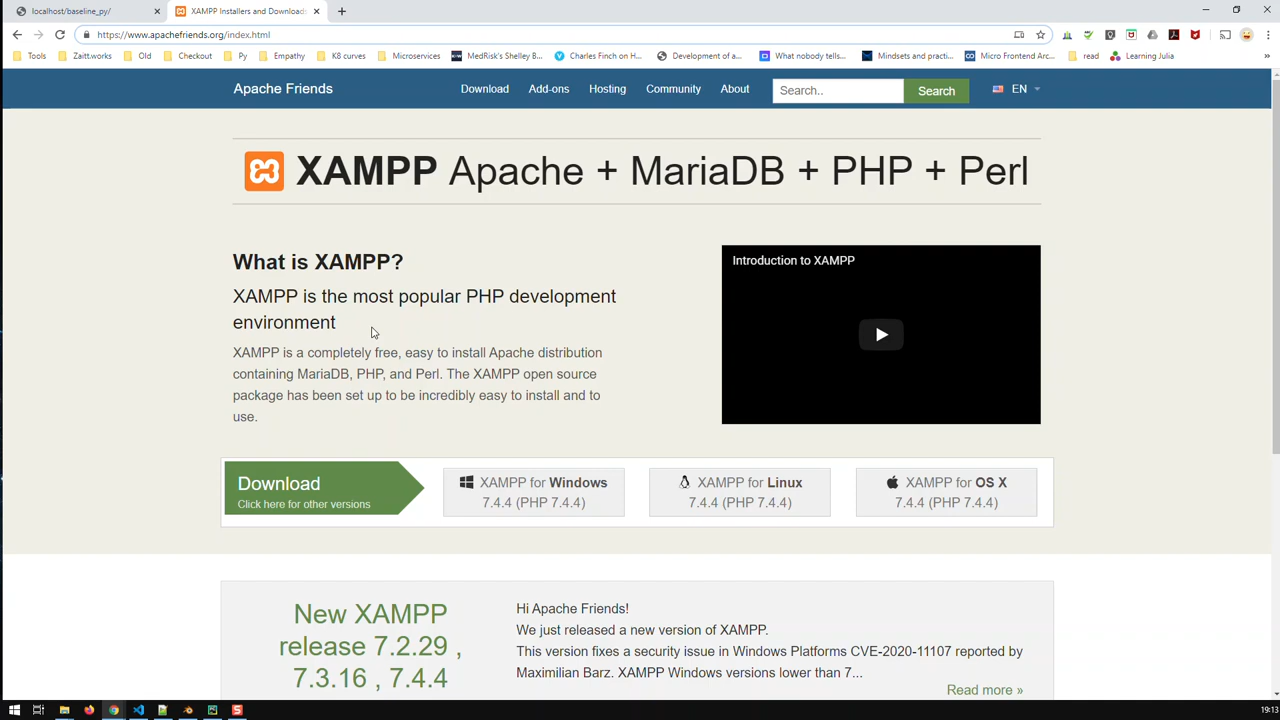 localhost/baseline_py/
XAMPP Installers and Downloads
https://www.apachefriends.org/index.html
Tools
Zaitt.works
Old
Checkout
Py
Empathy
K8 curves
Microservices
MedRisk's Shelley B...
Charles Finch on H...
Development of a...
What nobody tells...
Mindsets and practi...
Micro Frontend Arc...
read
Learning Julia
»
Apache Friends
Download
Add-ons
Hosting
Community
About
Search..
Search
EN
XAMPP Apache + MariaDB + PHP + Perl
What is XAMPP?
XAMPP is the most popular PHP development
environment
XAMPP is a completely free, easy to install Apache distribution
containing MariaDB, PHP, and Perl. The XAMPP open source
package has been set up to be incredibly easy to install and to
use.
Introduction to XAMPP
Download
Click here for other versions
XAMPP for Windows
7.4.4 (PHP 7.4.4)
XAMPP for Linux
7.4.4 (PHP 7.4.4)
XAMPP for OS X
7.4.4 (PHP 7.4.4)
New XAMPP
release 7.2.29 ,
7.3.16 , 7.4.4
Hi Apache Friends!
We just released a new version of XAMPP.
This version fixes a security issue in Windows Platforms CVE-2020-11107 reported by
Maximilian Barz. XAMPP Windows versions lower than 7...
Read more »
19:13